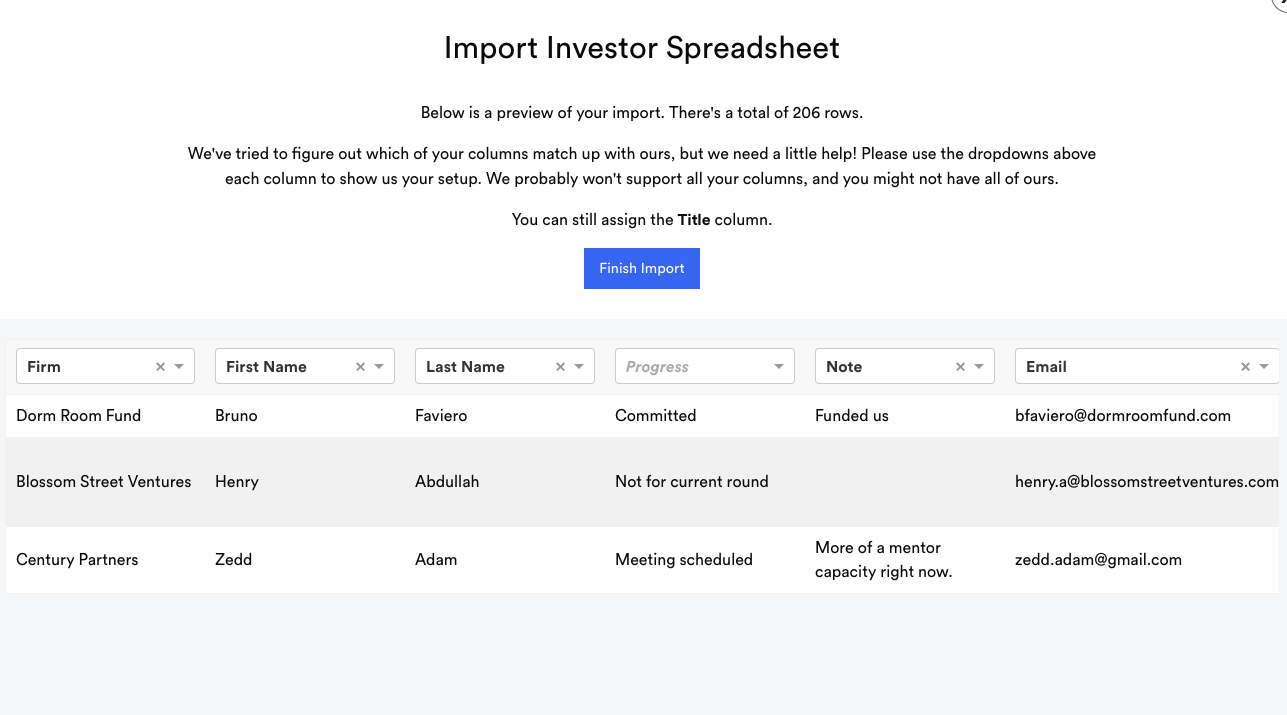 Import Investor Spreadsheet
Below is a preview of your import. There's a total of 206 rows.
We've tried to figure out which of your columns match up with ours, but we need a little help! Please use the dropdowns above
each column to show us your setup. We probably won't support all your columns, and you might not have all of ours.
You can still assign the Title column.
Finish Import
Firm × First Name × Last Name × Progress Note × Email ×
Dorm Room Fund Bruno Faviero Committed Funded us bfaviero@dormroomfund.com
Blossom Street Ventures Henry Abdullah Not for current round henry.a@blossomstreetventures.com
Century Partners Zedd Adam Meeting scheduled More of a mentor zedd.adam@gmail.com
capacity right now.